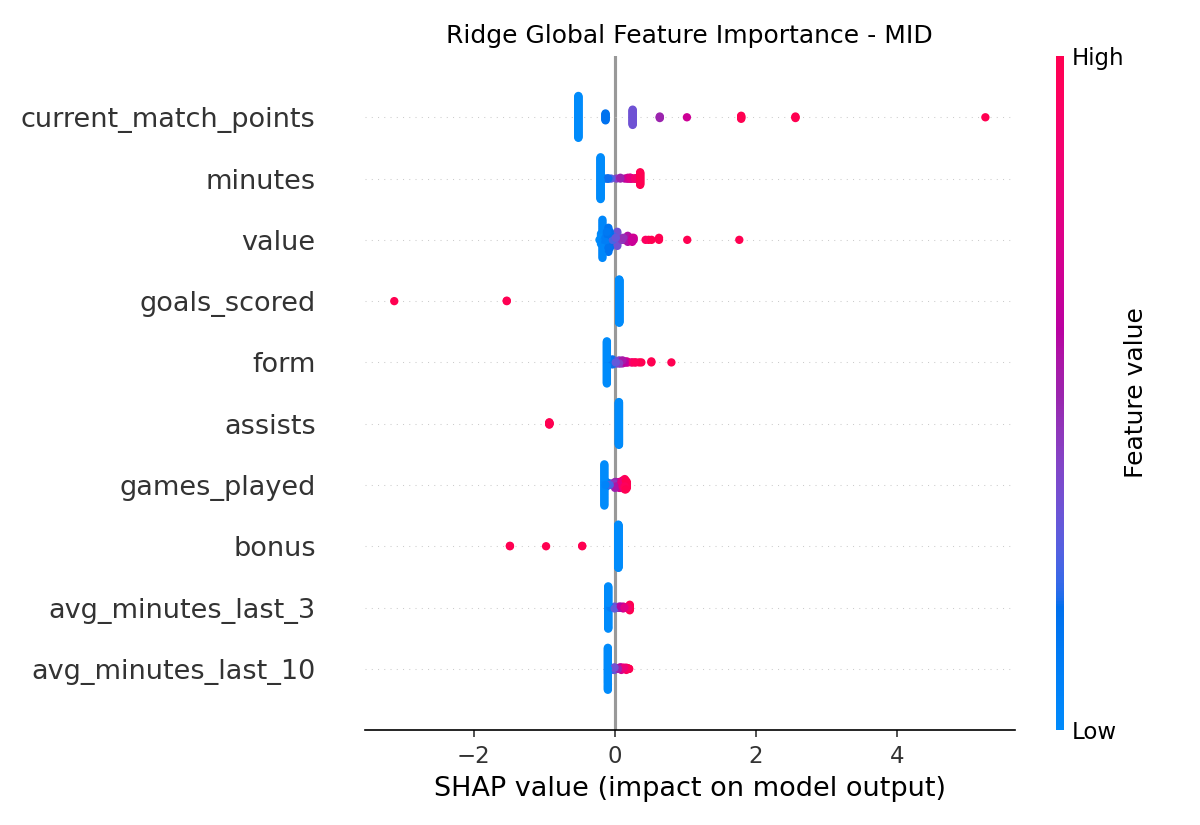 Ridge Global Feature Importance - MID
High
current_match_points
minutes
value
goals_scored
form
assists
games_played
bonus
avg_minutes_last_3
avg_minutes_last_10
Feature value
Low
−2 0 2 4
SHAP value (impact on model output)